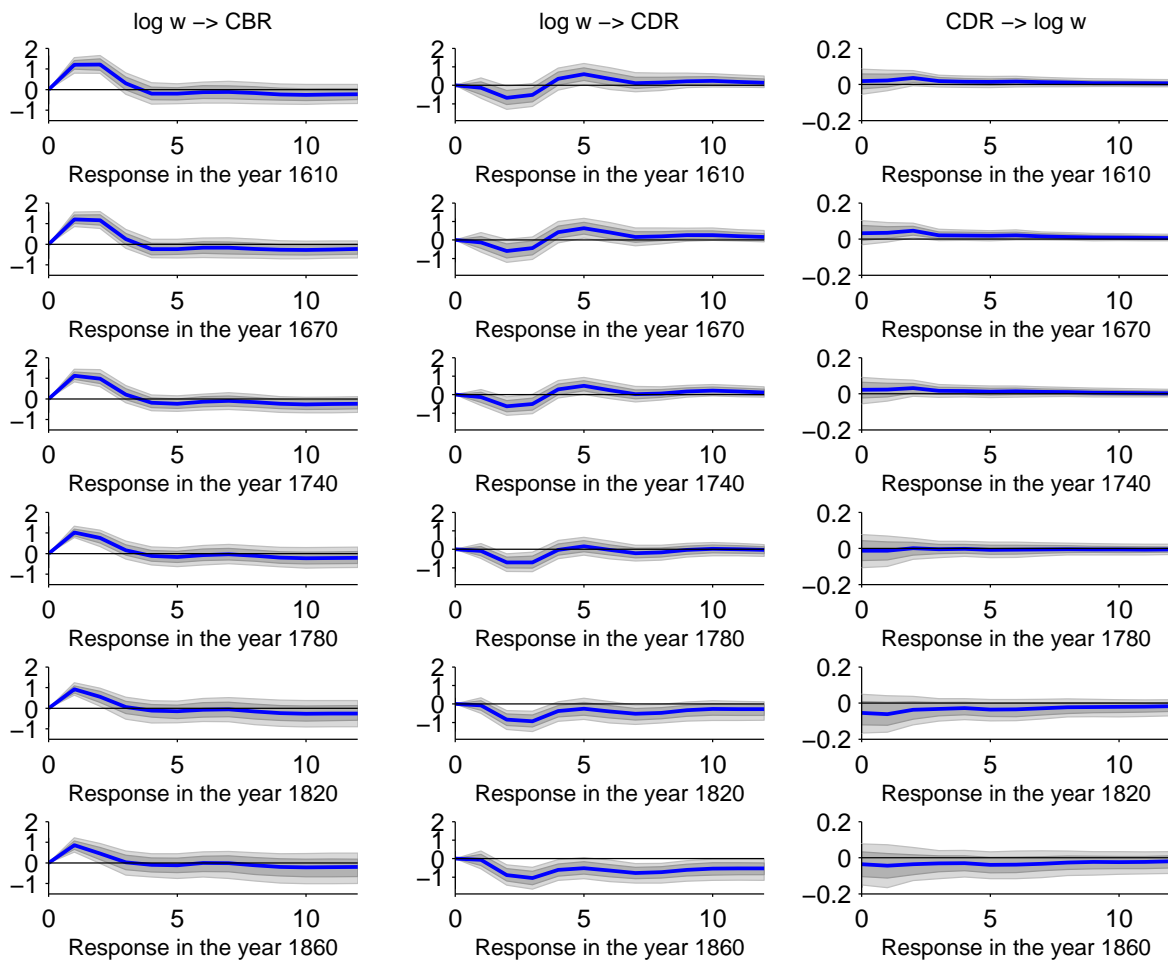 log w −> CBR log w −> CDR CDR −> log w
2 2 0.2
1 1
0 0 0
−1 −1
−0.2
0 5 10 0 5 10 0 5 10
Response in the year 1610 Response in the year 1610 Response in the year 1610
2 2 0.2
1 1
0 0 0
−1 −1
−0.2
0 5 10 0 5 10 0 5 10
Response in the year 1670 Response in the year 1670 Response in the year 1670
2 2 0.2
1 1
0 0 0
−1 −1
−0.2
0 5 10 0 5 10 0 5 10
Response in the year 1740 Response in the year 1740 Response in the year 1740
2 2 0.2
1 1
0 0 0
−1 −1
−0.2
0 5 10 0 5 10 0 5 10
Response in the year 1780 Response in the year 1780 Response in the year 1780
2 2 0.2
1 1
0 0 0
−1 −1
−0.2
0 5 10 0 5 10 0 5 10
Response in the year 1820 Response in the year 1820 Response in the year 1820
2 2 0.2
1 1
0 0 0
−1 −1
−0.2
0 5 10 0 5 10 0 5 10
Response in the year 1860 Response in the year 1860 Response in the year 1860